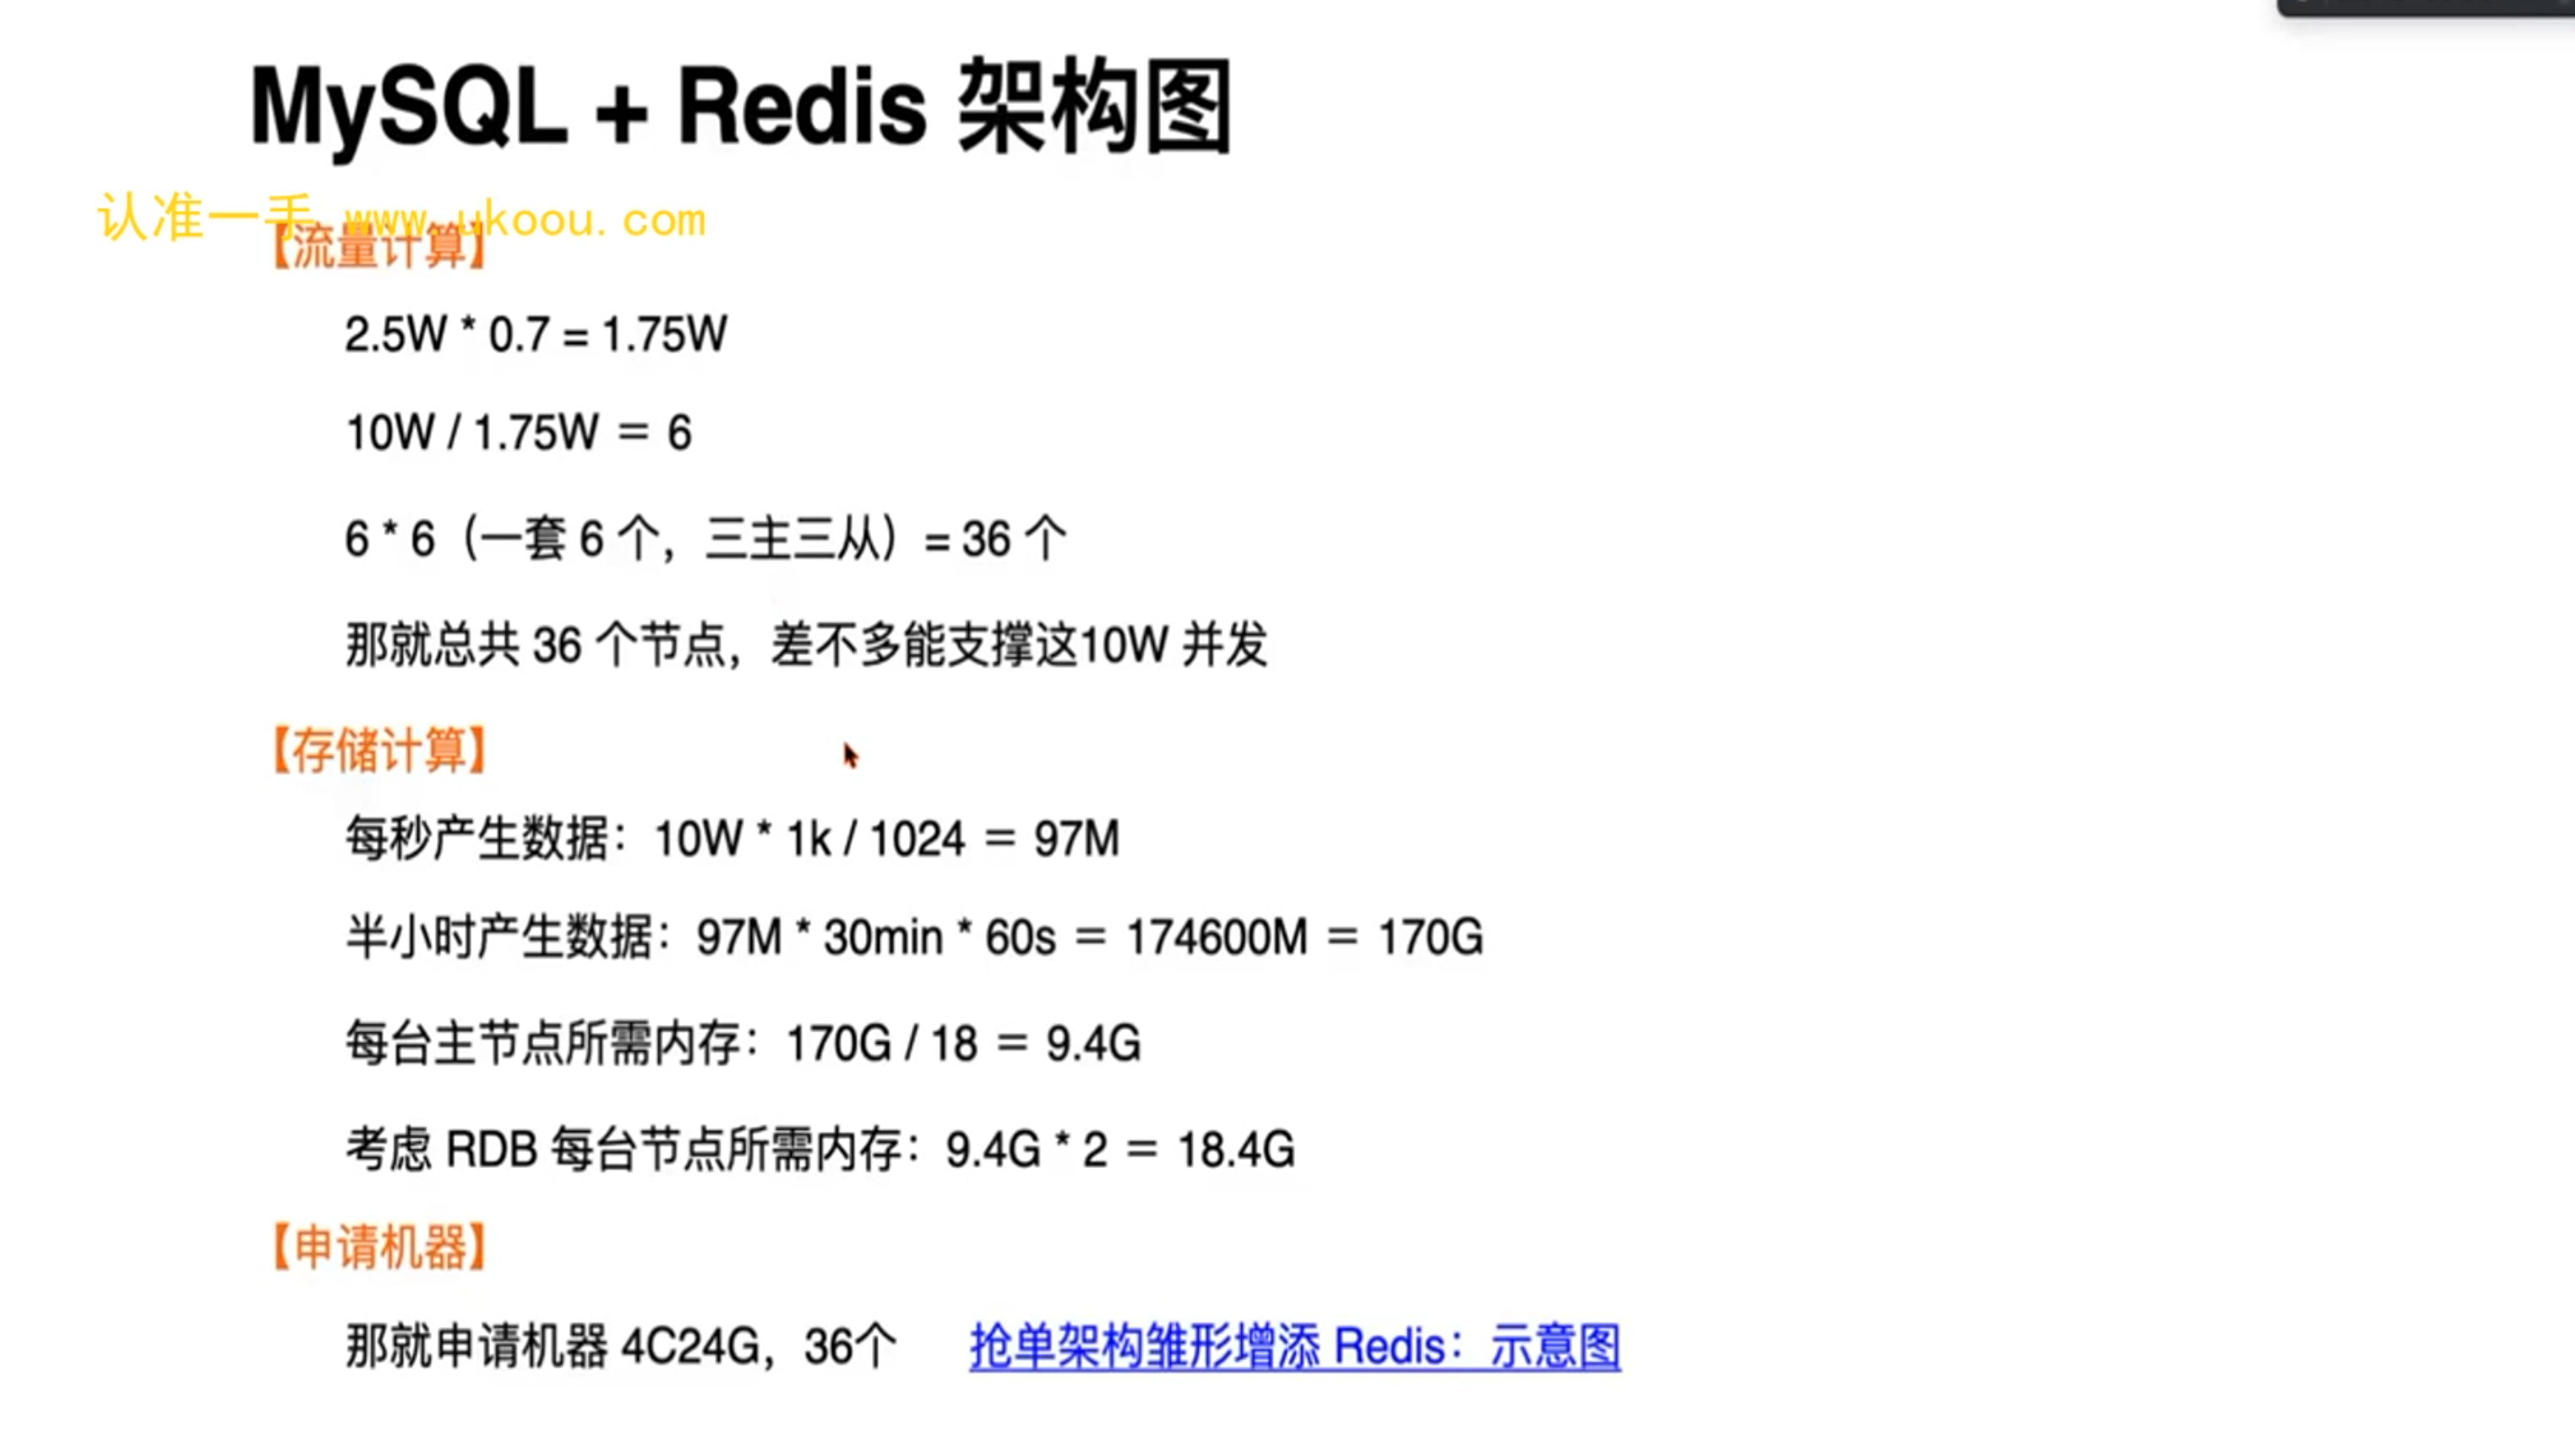 MySQL + Redis 架构图
认准一手 www.ukoou.com
【流量计算】
2.5W * 0.7 = 1.75W
10W / 1.75W = 6
6 * 6（一套 6 个，三主三从）= 36 个
那就总共 36 个节点，差不多能支撑这10W 并发
【存储计算】
每秒产生数据：10W * 1k / 1024 = 97M
半小时产生数据：97M * 30min * 60s = 174600M = 170G
每台主节点所需内存：170G / 18 = 9.4G
考虑 RDB 每台节点所需内存：9.4G * 2 = 18.4G
【申请机器】
那就申请机器 4C24G，36个 抢单架构雏形增添 Redis：示意图